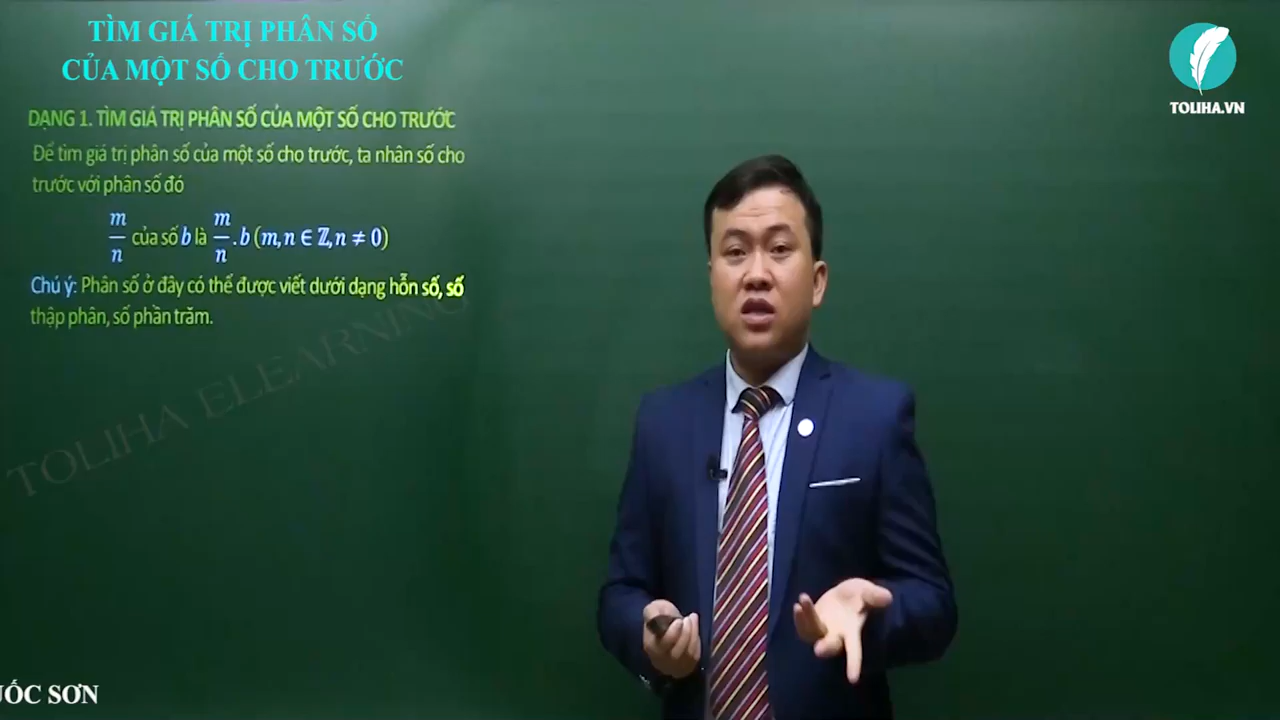 TÌM GIÁ TRỊ PHÂN SỐ
CỦA MỘT SỐ CHO TRƯỚC
TOLIHA.VN
DẠNG 1. TÌM GIÁ TRỊ PHÂN SỐ CỦA MỘT SỐ CHO TRƯỚC
Để tìm giá trị phân số của một số cho trước, ta nhân số cho
trước với phân số đó
m/n của số b là m/n . b (m, n ∈ ℤ, n ≠ 0)
Chú ý: Phân số ở đây có thể được viết dưới dạng hỗn số, số
thập phân, số phần trăm.
TOLIHA ELEARNING
SƠN